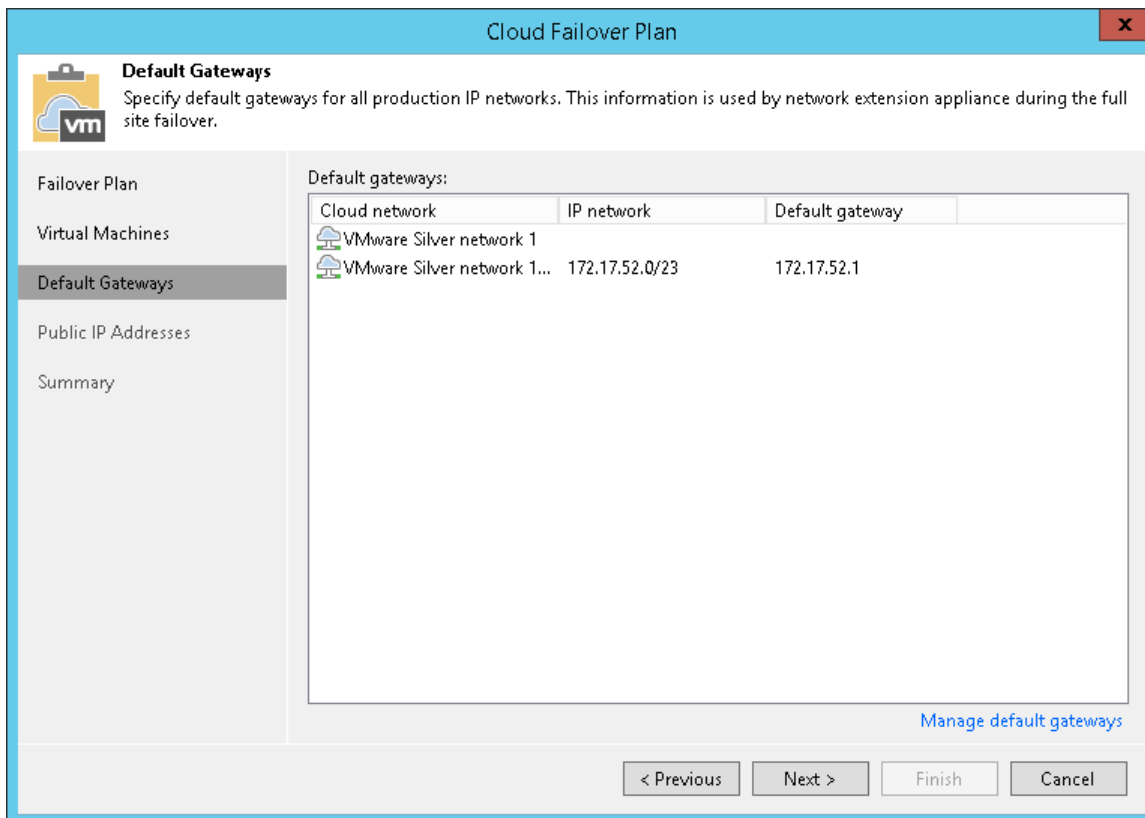 Cloud Failover Plan
x
Default Gateways
Specify default gateways for all production IP networks. This information is used by network extension appliance during the full
site failover.
vm
Failover Plan
Virtual Machines
Default Gateways
Public IP Addresses
Summary
Default gateways:
Cloud network IP network Default gateway
VMware Silver network 1
VMware Silver network 1... 172.17.52.0/23 172.17.52.1
Manage default gateways
< Previous Next > Finish Cancel